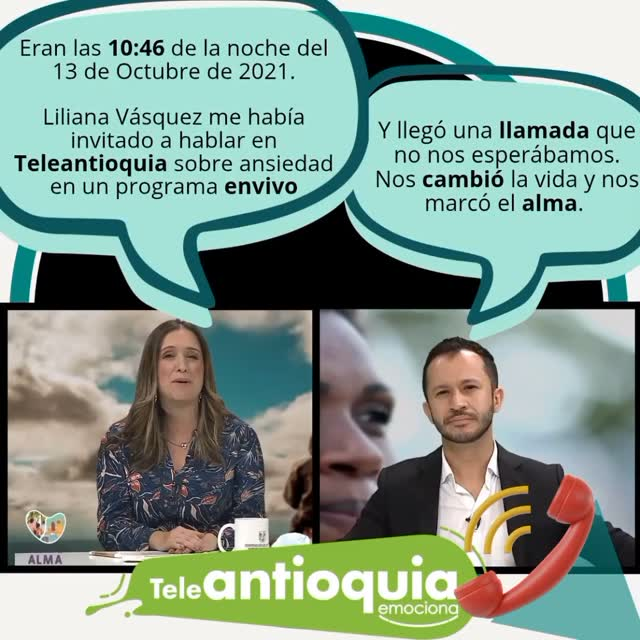 Eran las 10:46 de la noche del
13 de Octubre de 2021.
Liliana Vásquez me había
invitado a hablar en
Teleantioquia sobre ansiedad
en un programa envivo
Y llegó una llamada que
no nos esperábamos.
Nos cambió la vida y nos
marcó el alma.
ALMA
Teleantioquia
emociona